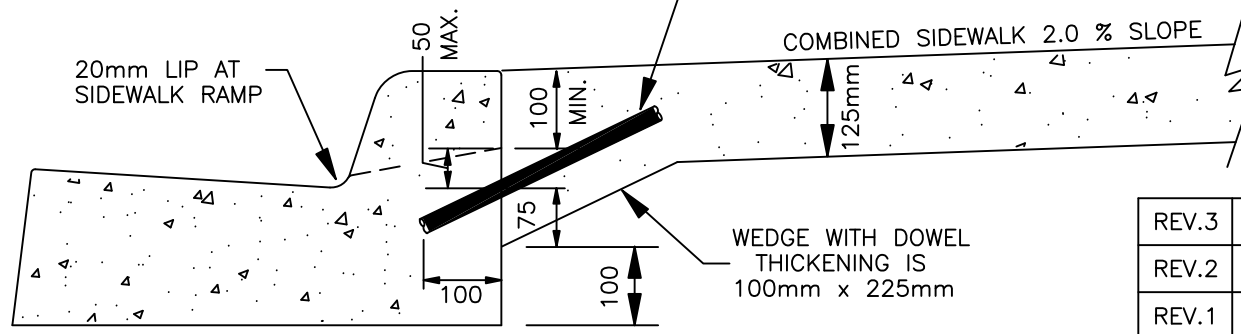 50
MAX.
COMBINED SIDEWALK 2.0 % SLOPE
20mm LIP AT
SIDEWALK RAMP
100
MIN.
125mm
75
WEDGE WITH DOWEL
THICKENING IS
100mm x 225mm
100
100
REV.3
REV.2
REV.1